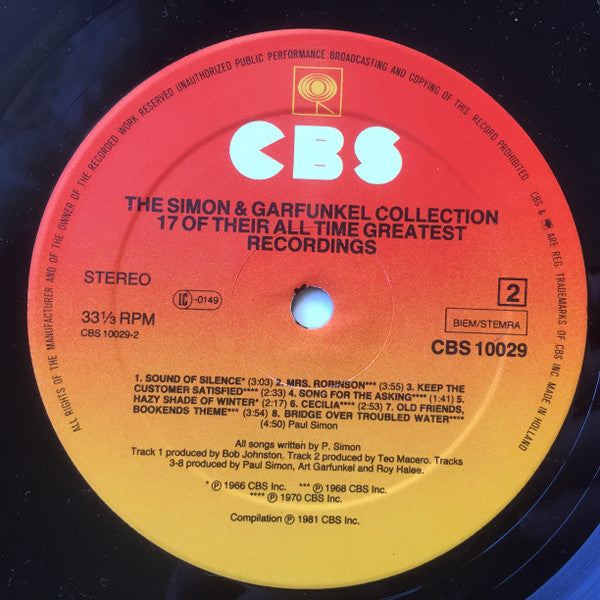 ALL RIGHTS OF THE MANUFACTURER AND OF THE OWNER OF THE RECORDED WORK RESERVED UNAUTHORIZED PUBLIC PERFORMANCE BROADCASTING AND COPYING OF THIS RECORD PROHIBITED
CBS & ARE REG. TRADEMARKS OF CBS INC. MADE IN HOLLAND
CBS
THE SIMON & GARFUNKEL COLLECTION
17 OF THEIR ALL TIME GREATEST
RECORDINGS
STEREO
LC -0149
2
33⅓ RPM
BIEM/STEMRA
CBS 10029-2
CBS 10029
1. SOUND OF SILENCE* (3:03) 2. MRS. ROBINSON*** (3:55) 3. KEEP THE
CUSTOMER SATISFIED**** (2:33) 4. SONG FOR THE ASKING**** (1:41) 5.
HAZY SHADE OF WINTER* (2:17) 6. CECILIA**** (2:53) 7. OLD FRIENDS,
BOOKENDS THEME*** (3:54) 8. BRIDGE OVER TROUBLED WATER****
(4:50) Paul Simon
All songs written by P. Simon
Track 1 produced by Bob Johnston. Track 2 produced by Teo Macero. Tracks
3-8 produced by Paul Simon, Art Garfunkel and Roy Halee.
* ℗ 1966 CBS Inc. *** ℗ 1968 CBS Inc.
**** ℗ 1970 CBS Inc.
Compilation ℗ 1981 CBS Inc.